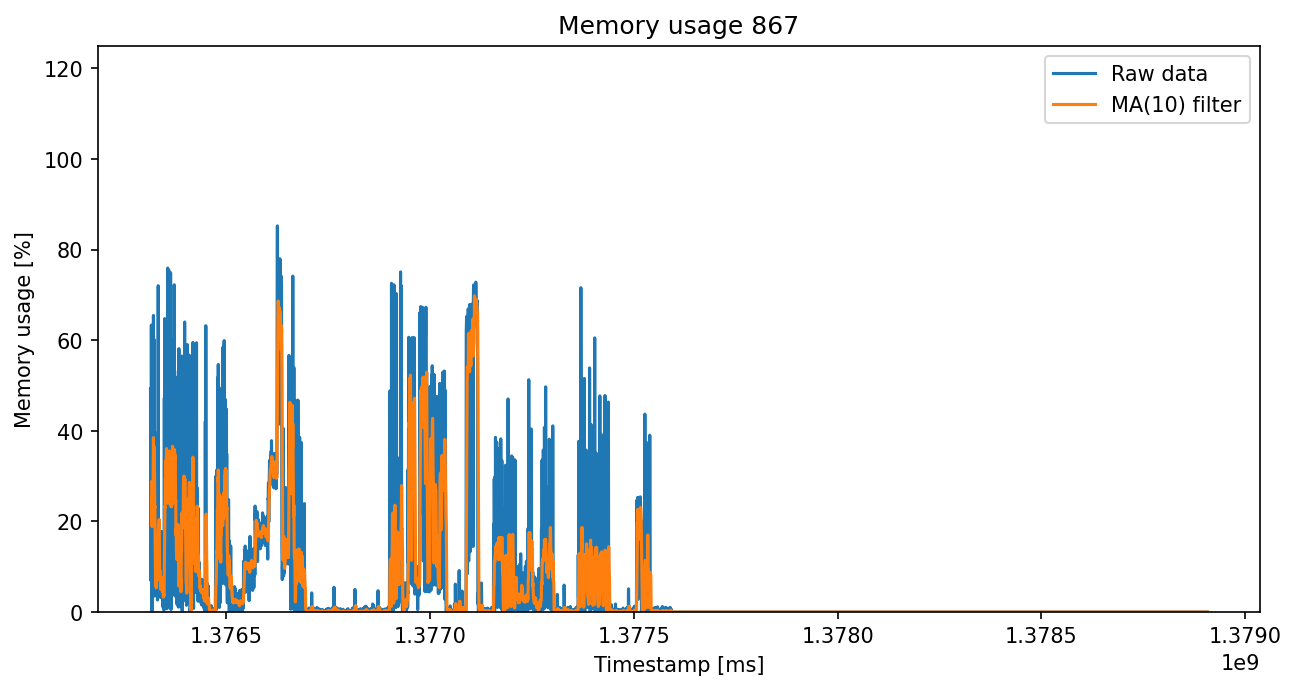 Memory usage 867
Raw data
MA(10) filter
Memory usage [%]
120
100
80
60
40
20
0
1.3765 1.3770 1.3775 1.3780 1.3785 1.3790
1e9
Timestamp [ms]